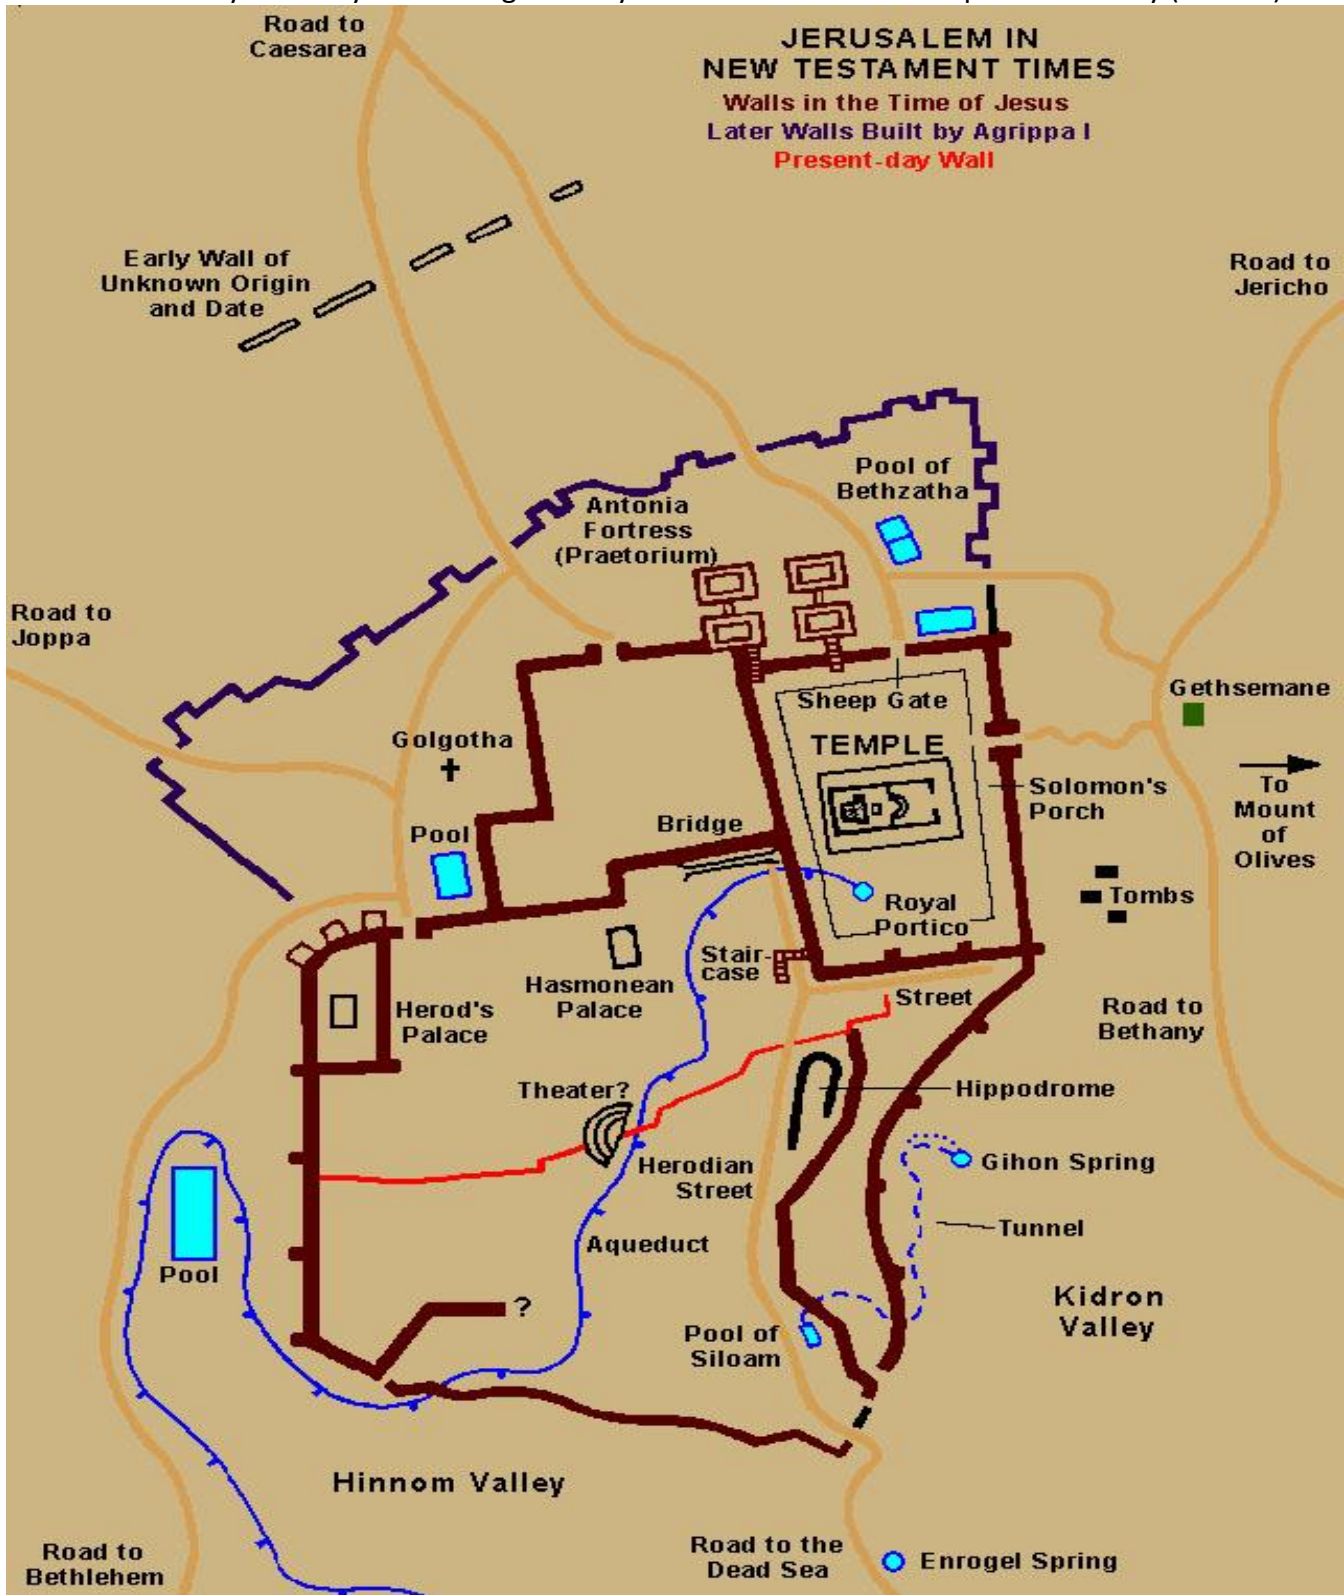 Road to
Caesarea
JERUSALEM IN
NEW TESTAMENT TIMES
Walls in the Time of Jesus
Later Walls Built by Agrippa I
Present-day Wall
Early Wall of
Unknown Origin
and Date
Road to
Jericho
Pool of
Bethzatha
Antonia
Fortress
(Praetorium)
Road to
Joppa
Sheep Gate
Gethsemane
Golgotha
TEMPLE
To
Mount
of
Olives
Solomon's
Porch
Bridge
Pool
Tombs
Royal
Portico
Stair-
case
Hasmonean
Palace
Herod's
Palace
Street
Road to
Bethany
Theater?
Hippodrome
Herodian
Street
Gihon Spring
Tunnel
Aqueduct
Pool
?
Kidron
Valley
Pool of
Siloam
Hinnom Valley
Road to
Bethlehem
Road to the
Dead Sea
Enrogel Spring